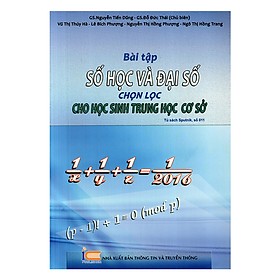 GS.Nguyễn Tiến Dũng - GS.Đỗ Đức Thái (Chủ biên)
Vũ Thị Thúy Hà - Lê Bích Phượng - Nguyễn Thị Hồng Phượng - Ngô Thị Hồng Trang
Bài tập
SỐ HỌC VÀ ĐẠI SỐ
CHỌN LỌC
CHO HỌC SINH TRUNG HỌC CƠ SỞ
Tủ sách Sputnik, số 011
1/x + 1/y + 1/z = 1/2016
(p - 1)! + 1 = 0 (mod p)
NHÀ XUẤT BẢN THÔNG TIN VÀ TRUYỀN THÔNG